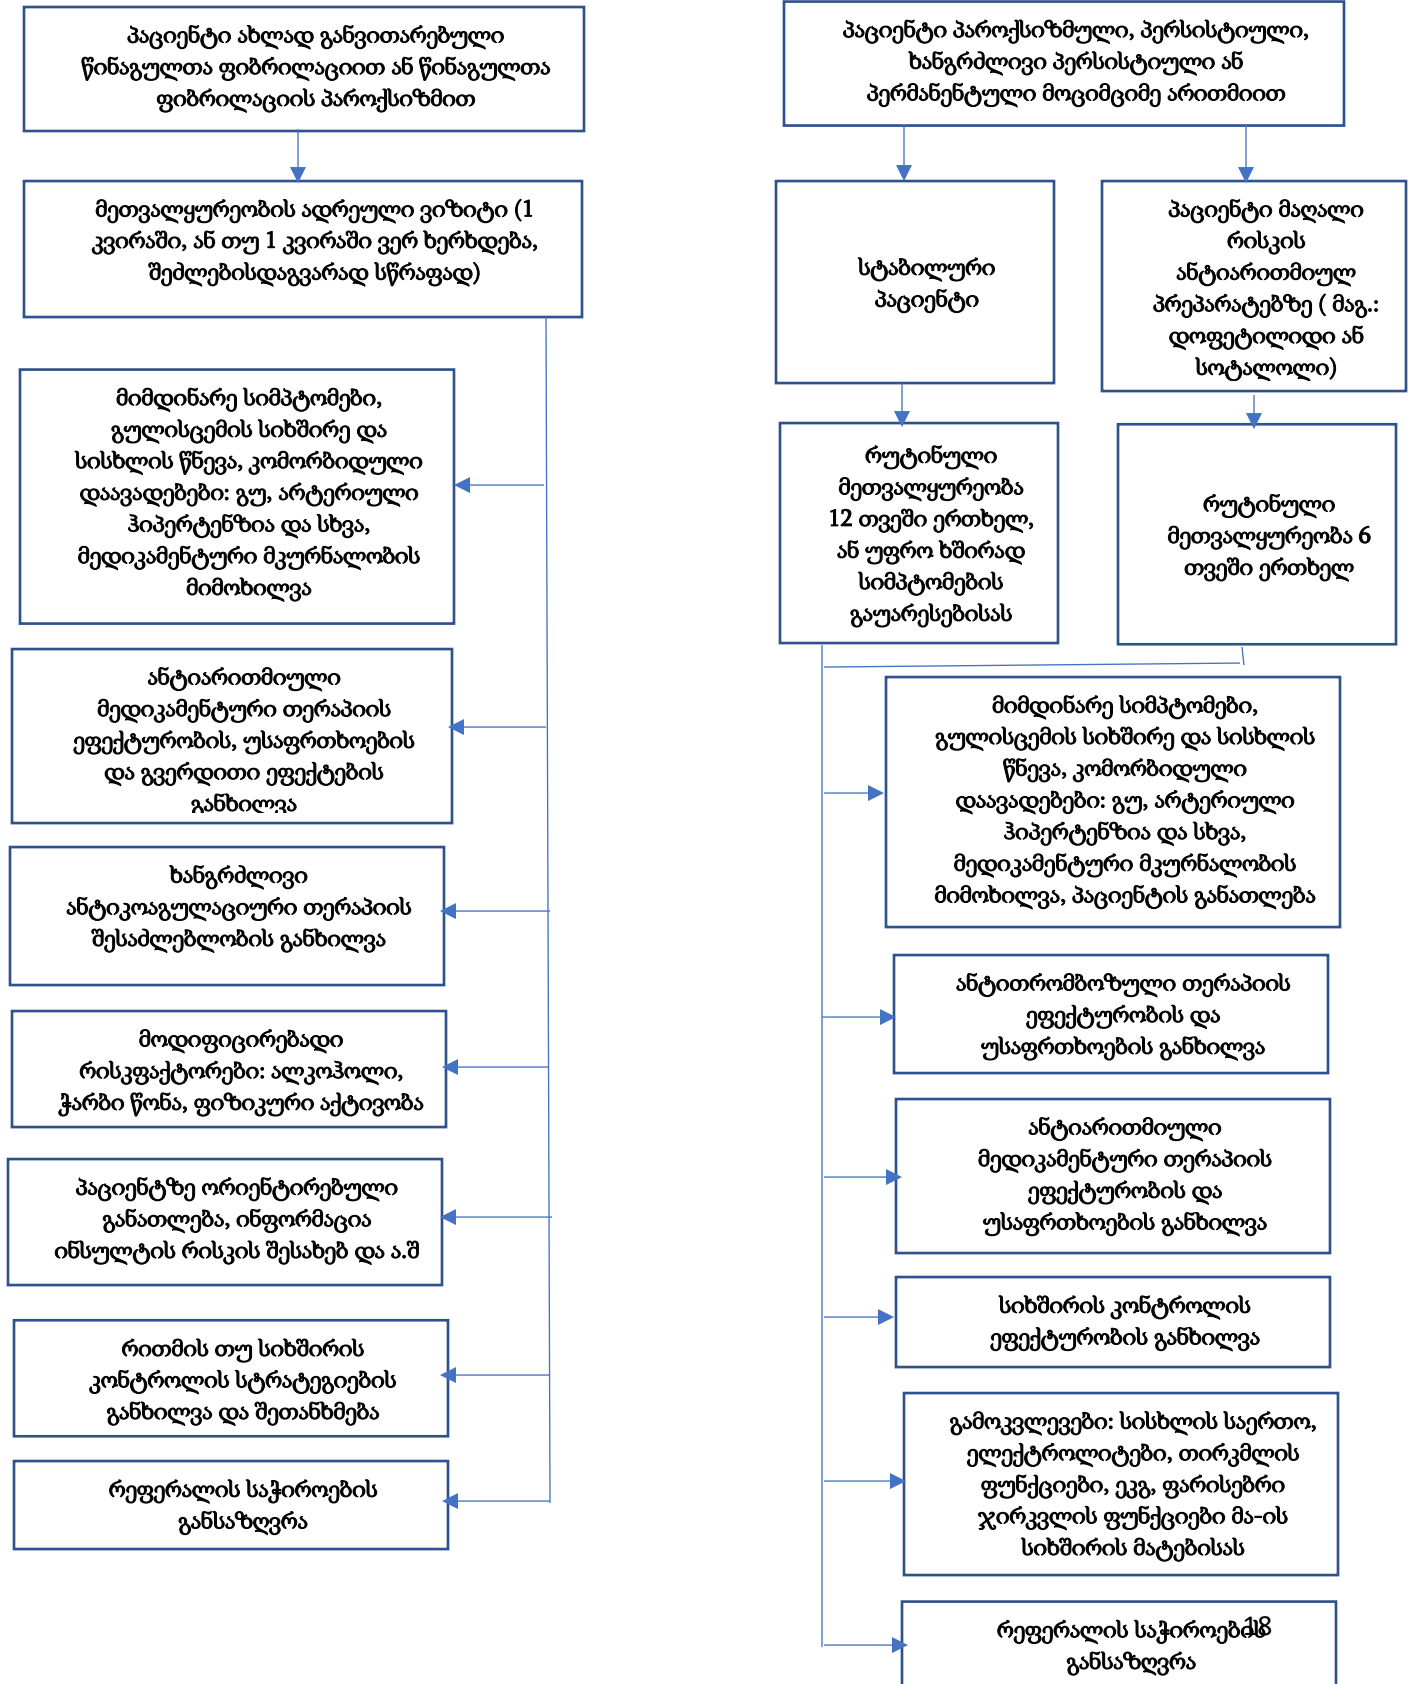 პაციენტი ახლად განვითარებული
წინაგულთა ფიბრილაციით ან წინაგულთა
ფიბრილაციის პაროქსიზმით
მეთვალყურეობის ადრეული ვიზიტი (1
კვირაში, ან თუ 1 კვირაში ვერ ხერხდება,
შეძლებისდაგვარად სწრაფად)
მიმდინარე სიმპტომები,
გულისცემის სიხშირე და
სისხლის წნევა, კომორბიდული
დაავადებები: გუ, არტერიული
ჰიპერტენზია და სხვა,
მედიკამენტური მკურნალობის
მიმოხილვა
ანტიარითმიული
მედიკამენტური თერაპიის
ეფექტურობის, უსაფრთხოების
და გვერდითი ეფექტების
განხილვა
ხანგრძლივი
ანტიკოაგულაციური თერაპიის
შესაძლებლობის განხილვა
მოდიფიცირებადი
რისკფაქტორები: ალკოჰოლი,
ჭარბი წონა, ფიზიკური აქტივობა
პაციენტზე ორიენტირებული
განათლება, ინფორმაცია
ინსულტის რისკის შესახებ და ა.შ
რითმის თუ სიხშირის
კონტროლის სტრატეგიების
განხილვა და შეთანხმება
რეფერალის საჭიროების
განსაზღვრა
პაციენტი პაროქსიზმული, პერსისტიული,
ხანგრძლივი პერსისტიული ან
პერმანენტული მოციმციმე არითმიით
სტაბილური
პაციენტი
პაციენტი მაღალი
რისკის
ანტიარითმიულ
პრეპარატებზე ( მაგ.:
დოფეტილიდი ან
სოტალოლი)
რუტინული
მეთვალყურეობა
12 თვეში ერთხელ,
ან უფრო ხშირად
სიმპტომების
გაუარესებისას
რუტინული
მეთვალყურეობა 6
თვეში ერთხელ
მიმდინარე სიმპტომები,
გულისცემის სიხშირე და სისხლის
წნევა, კომორბიდული
დაავადებები: გუ, არტერიული
ჰიპერტენზია და სხვა,
მედიკამენტური მკურნალობის
მიმოხილვა, პაციენტის განათლება
ანტითრომბოზული თერაპიის
ეფექტურობის და
უსაფრთხოების განხილვა
ანტიარითმიული
მედიკამენტური თერაპიის
ეფექტურობის და
უსაფრთხოების განხილვა
სიხშირის კონტროლის
ეფექტურობის განხილვა
გამოკვლევები: სისხლის საერთო,
ელექტროლიტები, თირკმლის
ფუნქციები, ეკგ, ფარისებრი
ჯირკვლის ფუნქციები მა-ის
სიხშირის მატებისას
რეფერალის საჭიროების
განსაზღვრა
18